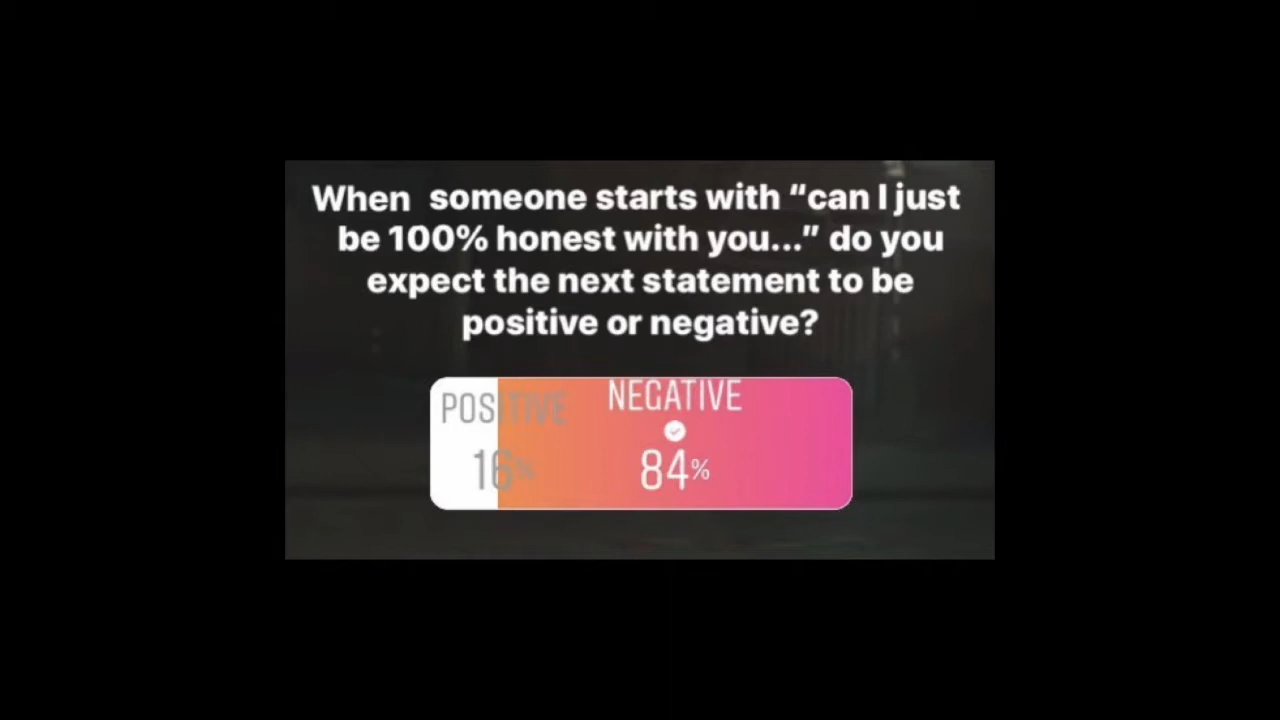 When someone starts with “can I just
be 100% honest with you...” do you
expect the next statement to be
positive or negative?
POSITIVE NEGATIVE
16% 84%